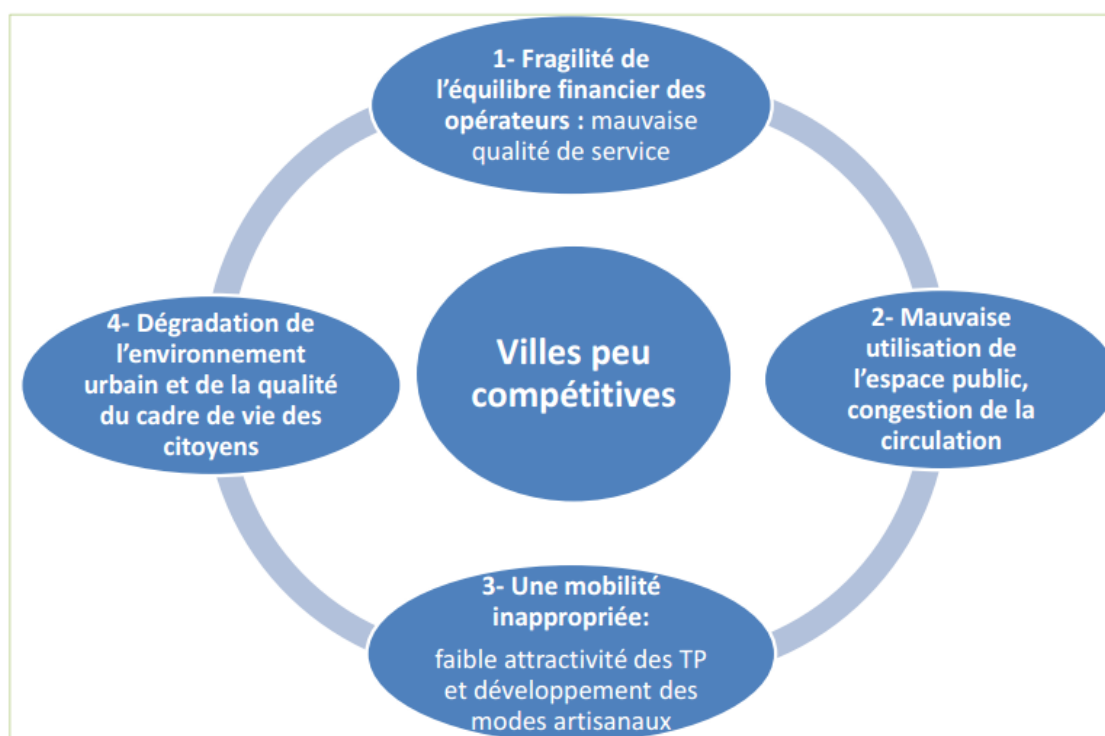 1- Fragilité de
l’équilibre financier des
opérateurs : mauvaise
qualité de service
Villes peu
compétitives
2- Mauvaise
utilisation de
l’espace public,
congestion de la
circulation
3- Une mobilité
inappropriée:
faible attractivité des TP
et développement des
modes artisanaux
4- Dégradation de
l’environnement
urbain et de la qualité
du cadre de vie des
citoyens